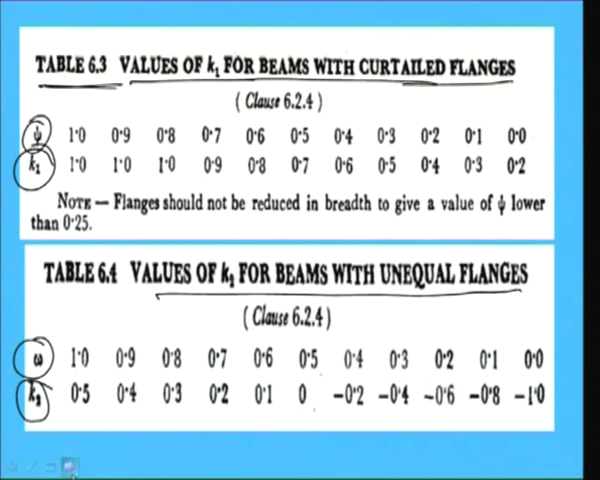 TABLE 6.3 VALUES OF k₁ FOR BEAMS WITH CURTAILED FLANGES
( Clause 6.2.4 )
ψ 1·0 0·9 0·8 0·7 0·6 0·5 0·4 0·3 0·2 0·1 0·0
k₁ 1·0 1·0 1·0 0·9 0·8 0·7 0·6 0·5 0·4 0·3 0·2
NOTE — Flanges should not be reduced in breadth to give a value of ψ lower
than 0·25.
TABLE 6.4 VALUES OF k₂ FOR BEAMS WITH UNEQUAL FLANGES
( Clause 6.2.4 )
ω 1·0 0·9 0·8 0·7 0·6 0·5 0·4 0·3 0·2 0·1 0·0
k₂ 0·5 0·4 0·3 0·2 0·1 0 −0·2 −0·4 −0·6 −0·8 −1·0